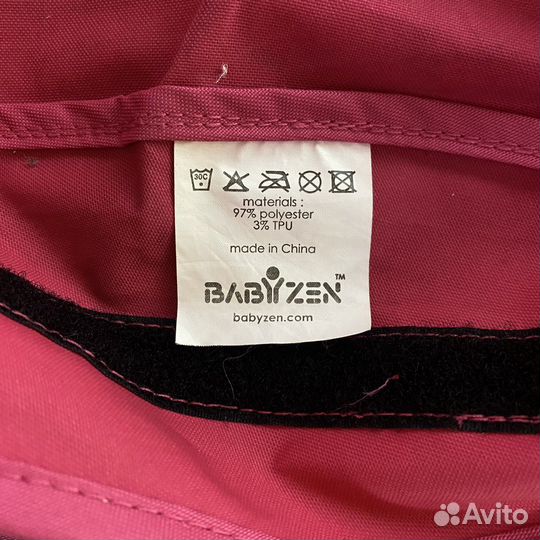 30C
materials :
97% polyester
3% TPU
made in China
BABYZEN™
babyzen.com
Avito